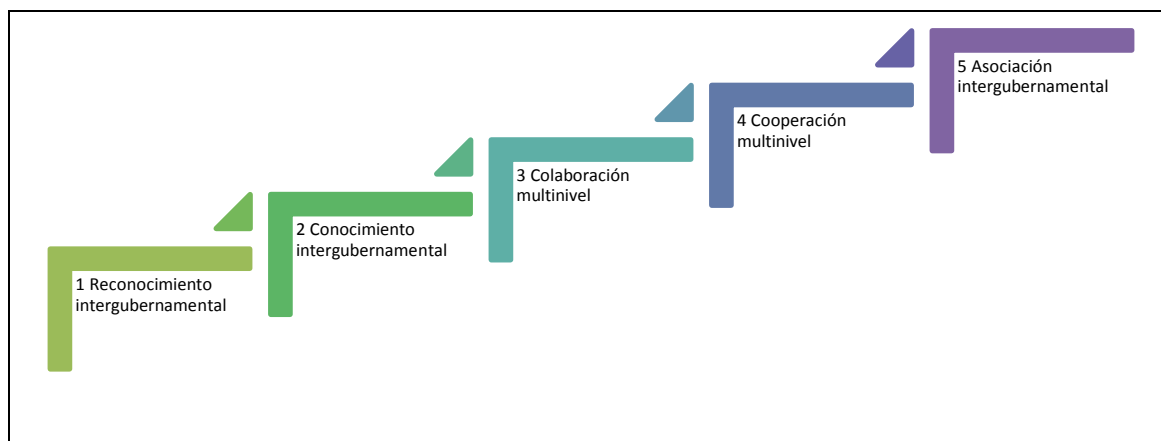 1 Reconocimiento
intergubernamental
2 Conocimiento
intergubernamental
3 Colaboración
multinivel
4 Cooperación
multinivel
5 Asociación
intergubernamental